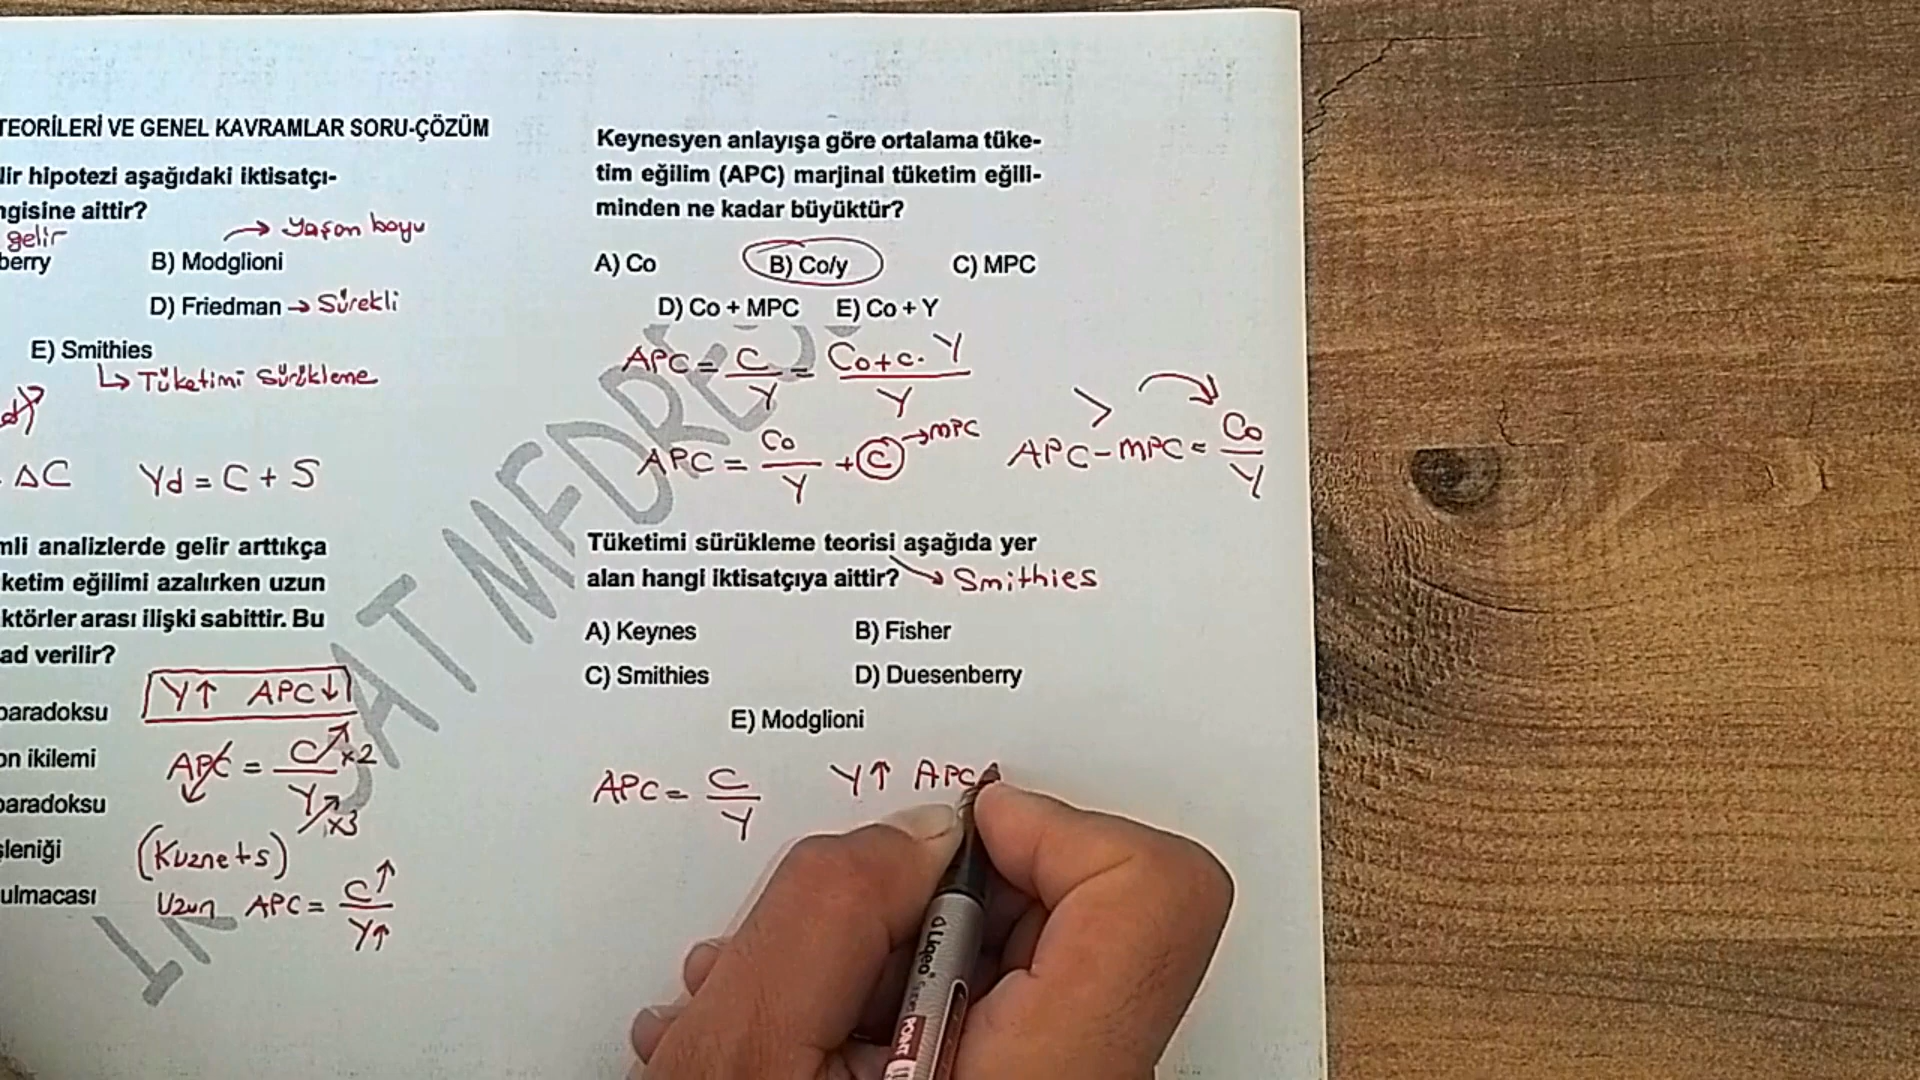 TEORİLERİ VE GENEL KAVRAMLAR SORU-ÇÖZÜM
lir hipotezi aşağıdaki iktisatçı-
ngisine aittir?
→ Yaşam boyu
gelir
berry
B) Modglioni
D) Friedman → Sürekli
E) Smithies
↳ Tüketimi Sürükleme
ΔC Yd = C + S
mli analizlerde gelir arttıkça
ketim eğilimi azalırken uzun
ktörler arası ilişki sabittir. Bu
ad verilir?
Y↑ APC↓
paradoksu
APC = C x2
Y x3
on ikilemi
paradoksu
şleniği
(Kuznets)
ulmacası
Uzun APC = C↑
Y↑
Keynesyen anlayışa göre ortalama tüke-
tim eğilim (APC) marjinal tüketim eğili-
minden ne kadar büyüktür?
A) Co B) Co/y C) MPC
D) Co + MPC E) Co + Y
APC = C = Co+c.Y
Y Y
APC = Co + c → MPC
Y
>
APC - MPC = Co
Y
Tüketimi sürükleme teorisi aşağıda yer
alan hangi iktisatçıya aittir? → Smithies
A) Keynes B) Fisher
C) Smithies D) Duesenberry
E) Modglioni
APC = C Y↑ APC
Y
Liqeo
POINT
İKTİSAT MEDRESE